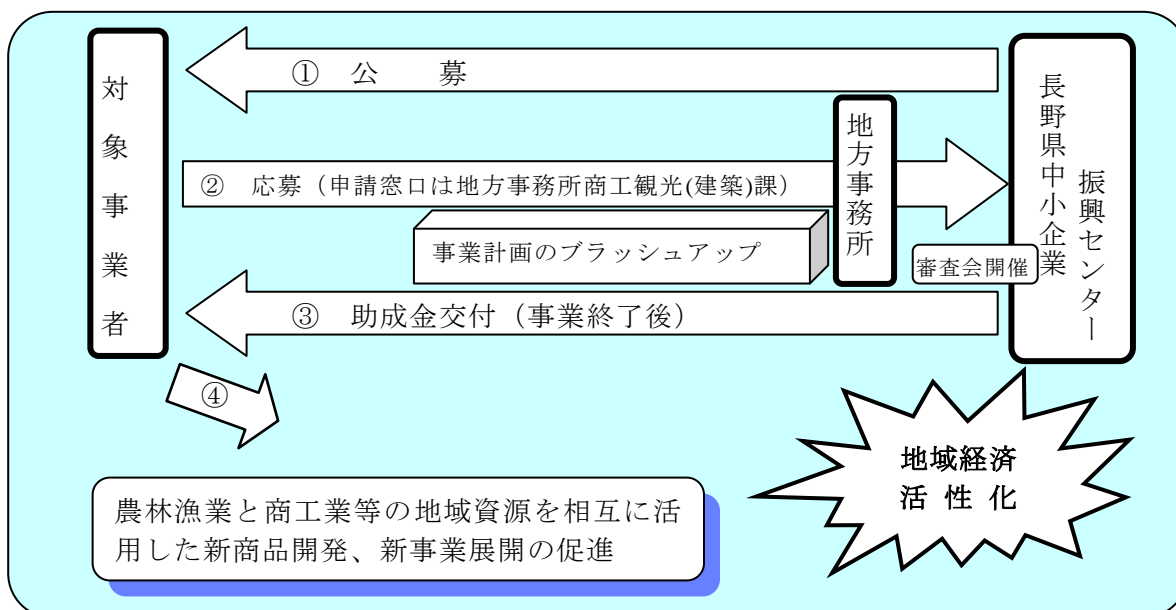 対象事業者
① 公　募
長野県中小企業
振興センター
地方事務所
② 応募（申請窓口は地方事務所商工観光(建築)課）
事業計画のブラッシュアップ
審査会開催
③ 助成金交付（事業終了後）
④
地域経済
活性化
農林漁業と商工業等の地域資源を相互に活
用した新商品開発、新事業展開の促進